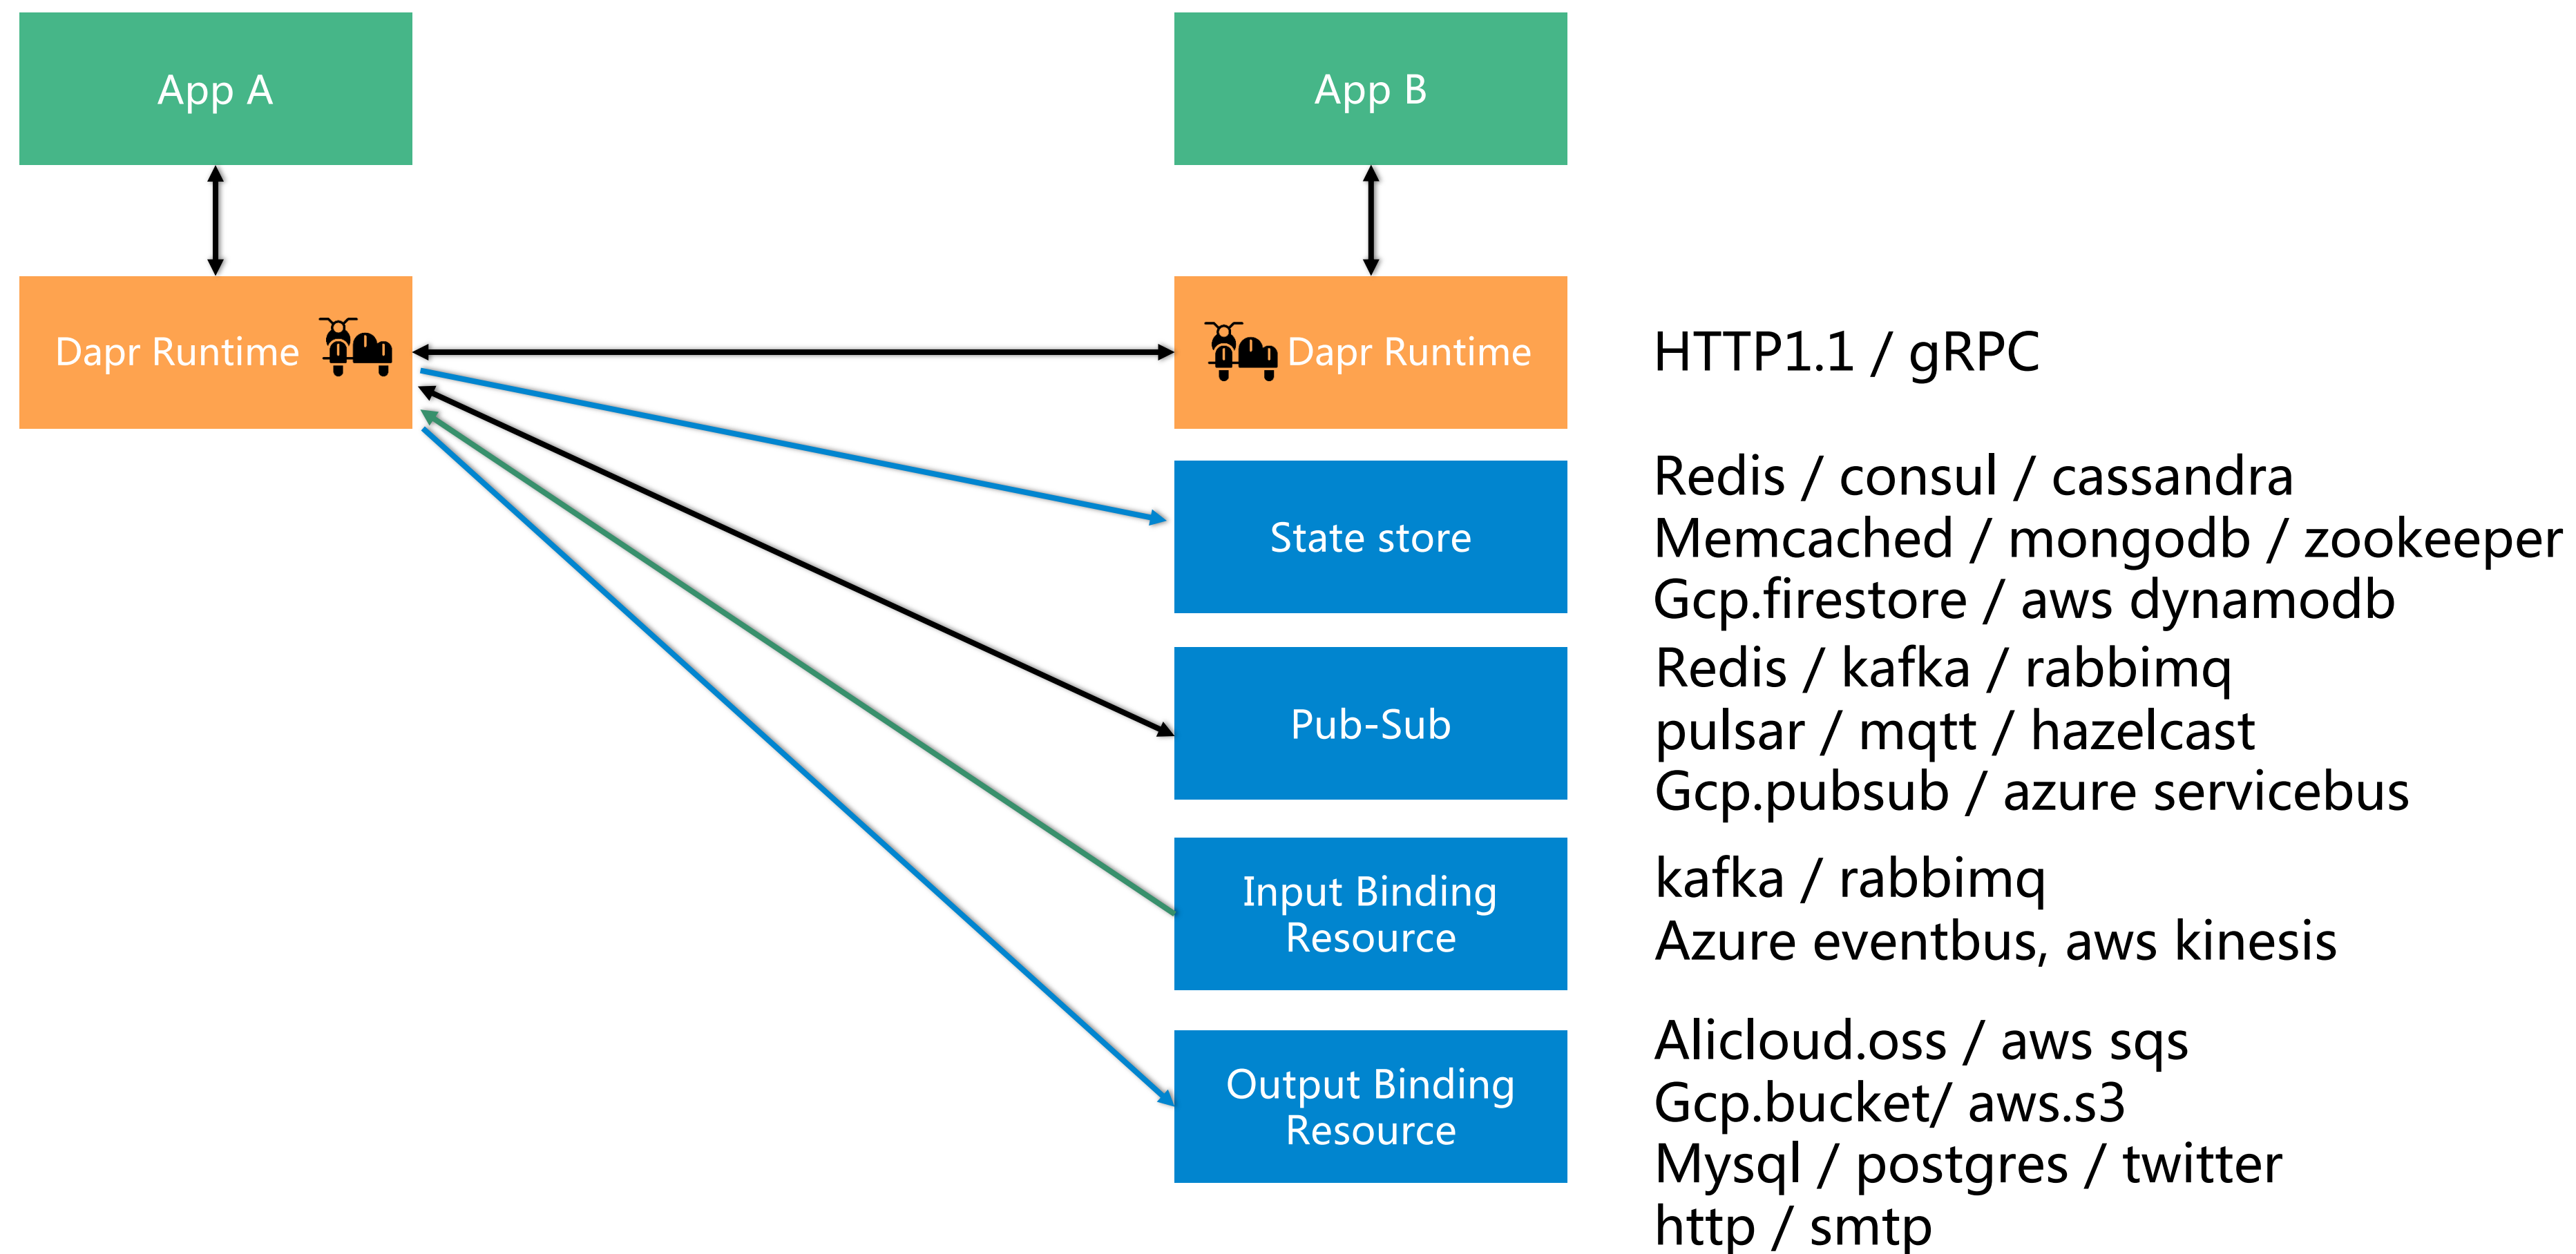 App A
App B
Dapr Runtime
Dapr Runtime
HTTP1.1 / gRPC
State store
Redis / consul / cassandra
Memcached / mongodb / zookeeper
Gcp.firestore / aws dynamodb
Pub-Sub
Redis / kafka / rabbimq
pulsar / mqtt / hazelcast
Gcp.pubsub / azure servicebus
Input Binding
Resource
kafka / rabbimq
Azure eventbus, aws kinesis
Output Binding
Resource
Alicloud.oss / aws sqs
Gcp.bucket/ aws.s3
Mysql / postgres / twitter
http / smtp